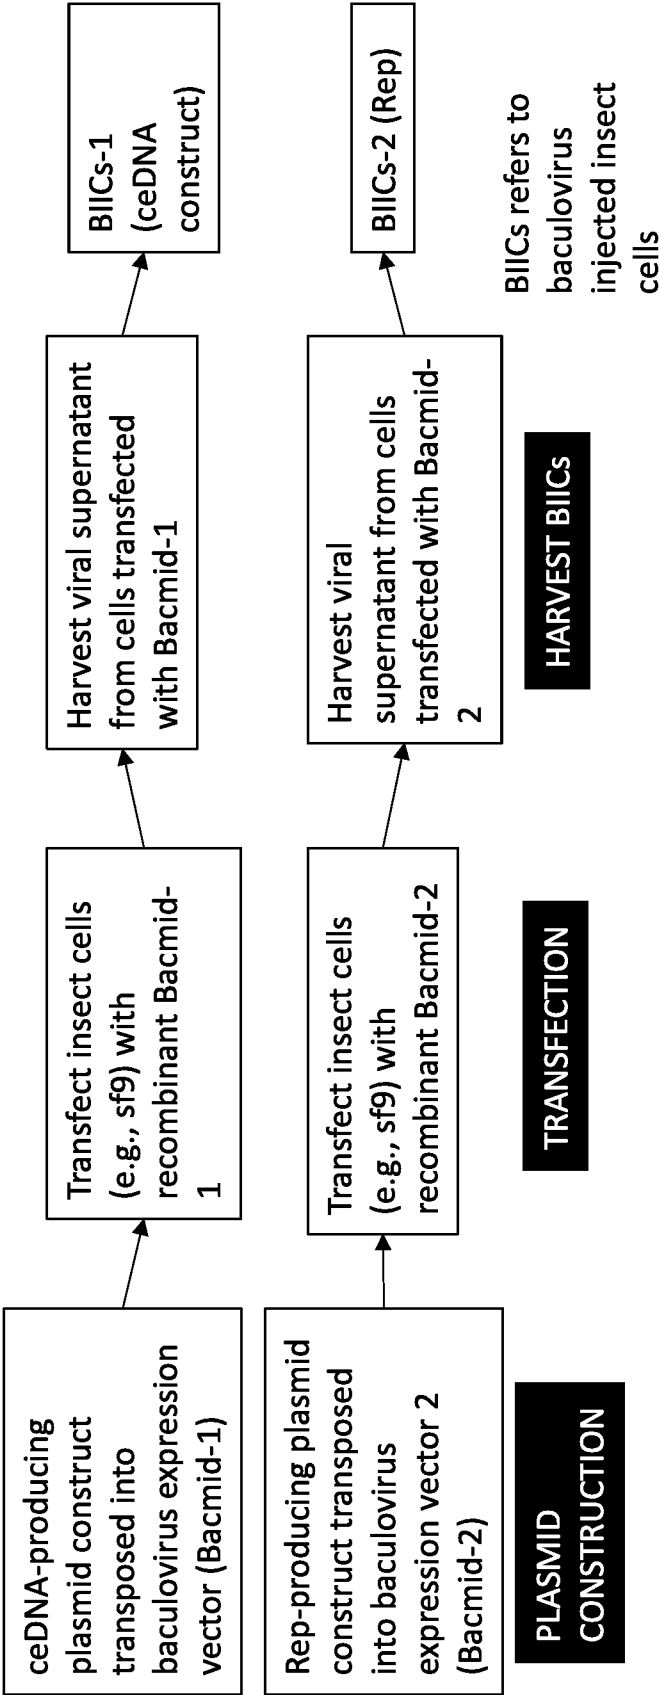 ceDNA-producing
plasmid construct
transposed into
baculovirus expression
vector (Bacmid-1)
Transfect insect cells
(e.g., sf9) with
recombinant Bacmid-
1
Harvest viral supernatant
from cells transfected
with Bacmid-1
BIICs-1
(ceDNA
construct)
Rep-producing plasmid
construct transposed
into baculovirus
expression vector 2
(Bacmid-2)
Transfect insect cells
(e.g., sf9) with
recombinant Bacmid-2
Harvest viral
supernatant from cells
transfected with Bacmid-
2
BIICs-2 (Rep)
PLASMID
CONSTRUCTION
TRANSFECTION
HARVEST BIICs
BIICs refers to
baculovirus
injected insect
cells